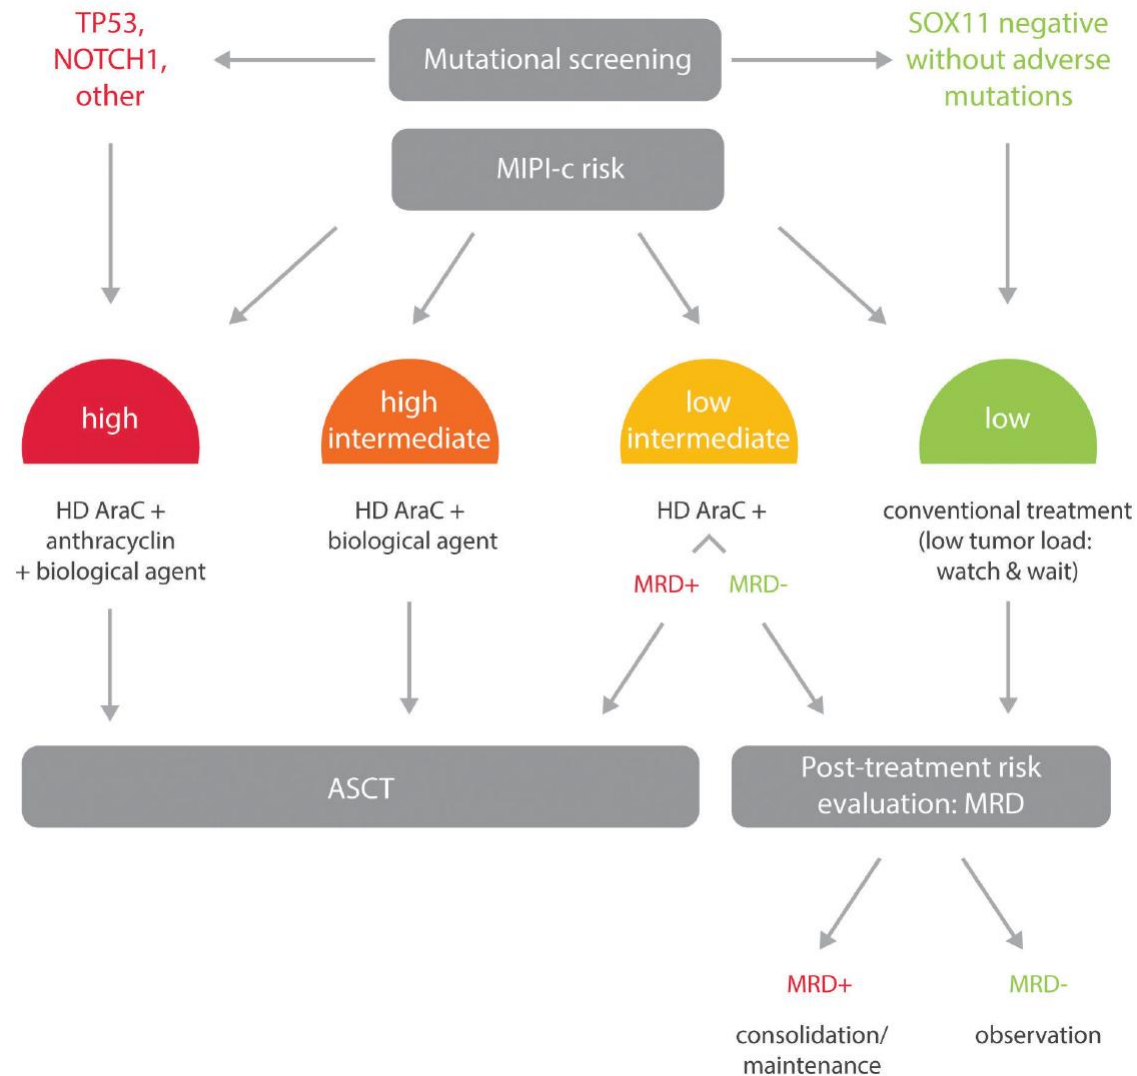 TP53,
NOTCH1,
other
Mutational screening
SOX11 negative
without adverse
mutations
MIPI-c risk
high
high
intermediate
low
intermediate
low
HD AraC +
anthracyclin
+ biological agent
HD AraC +
biological agent
HD AraC +
MRD+ MRD-
conventional treatment
(low tumor load:
watch & wait)
ASCT
Post-treatment risk
evaluation: MRD
MRD+
consolidation/
maintenance
MRD-
observation